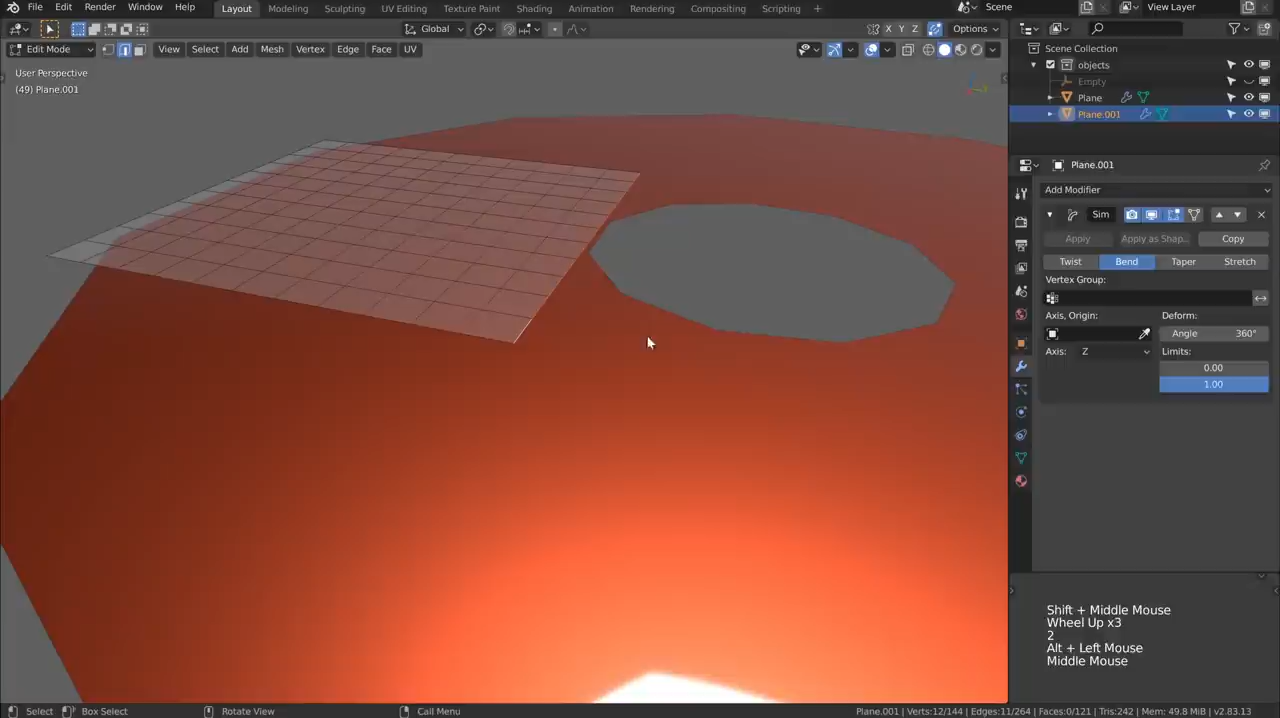 File Edit Render Window Help Layout Modeling Sculpting UV Editing Texture Paint Shading Animation Rendering Compositing Scripting + Scene View Layer
Global X Y Z Options
Edit Mode View Select Add Mesh Vertex Edge Face UV
User Perspective
(49) Plane.001
Scene Collection
objects
Empty
Plane
Plane.001
Plane.001
Add Modifier
Sim
Apply Apply as Shap... Copy
Twist Bend Taper Stretch
Vertex Group:
Axis, Origin: Deform:
Angle 360°
Axis: Z Limits:
0.00
1.00
Shift + Middle Mouse
Wheel Up x3
2
Alt + Left Mouse
Middle Mouse
Select Box Select Rotate View Call Menu Plane.001 | Verts:12/144 | Edges:11/264 | Faces:0/121 | Tris:242 | Mem: 49.8 MiB | v2.83.13